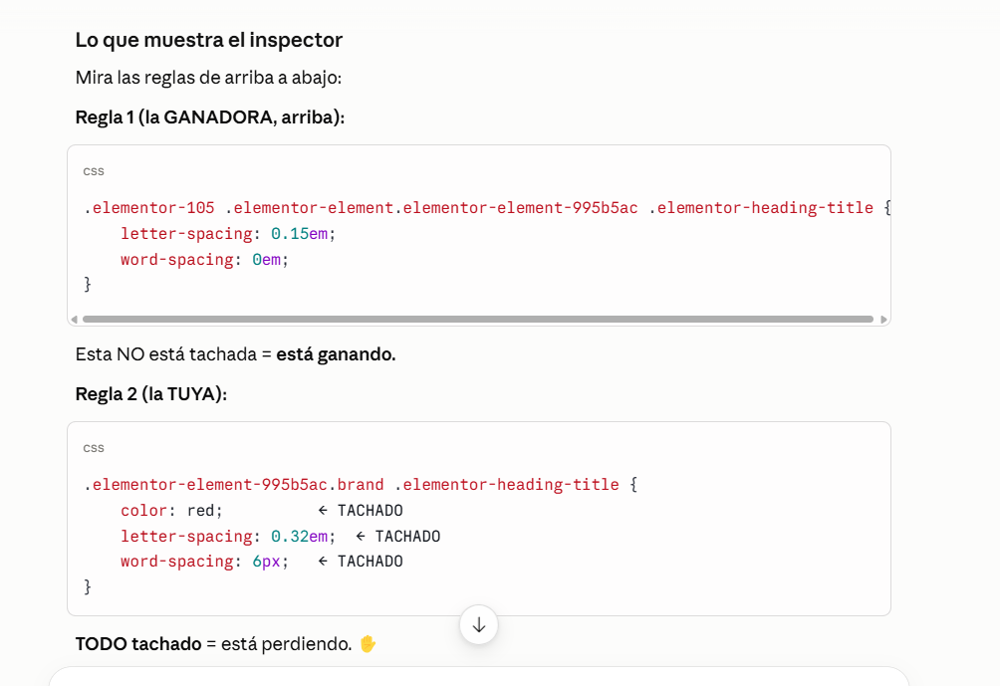 Lo que muestra el inspector
Mira las reglas de arriba a abajo:
Regla 1 (la GANADORA, arriba):
css
.elementor-105 .elementor-element.elementor-element-995b5ac .elementor-heading-title {
letter-spacing: 0.15em;
word-spacing: 0em;
}
Esta NO está tachada = está ganando.
Regla 2 (la TUYA):
css
.elementor-element-995b5ac.brand .elementor-heading-title {
color: red; ← TACHADO
letter-spacing: 0.32em; ← TACHADO
word-spacing: 6px; ← TACHADO
}
TODO tachado = está perdiendo. ✋